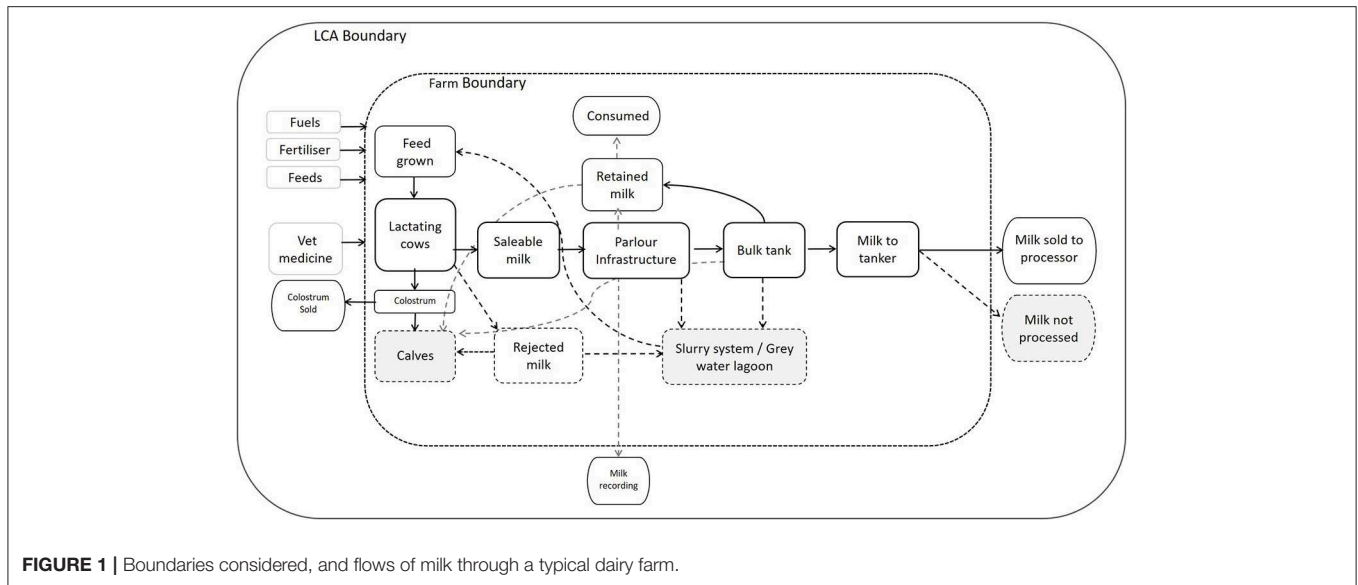 LCA Boundary
Farm Boundary
Fuels
Fertiliser
Feeds
Vet
medicine
Colostrum
Sold
Feed
grown
Lactating
cows
Colostrum
Calves
Saleable
milk
Rejected
milk
Consumed
Retained
milk
Parlour
Infrastructure
Bulk tank
Slurry system / Grey
water lagoon
Milk to
tanker
Milk sold to
processor
Milk not
processed
Milk
recording
FIGURE 1 | Boundaries considered, and flows of milk through a typical dairy farm.